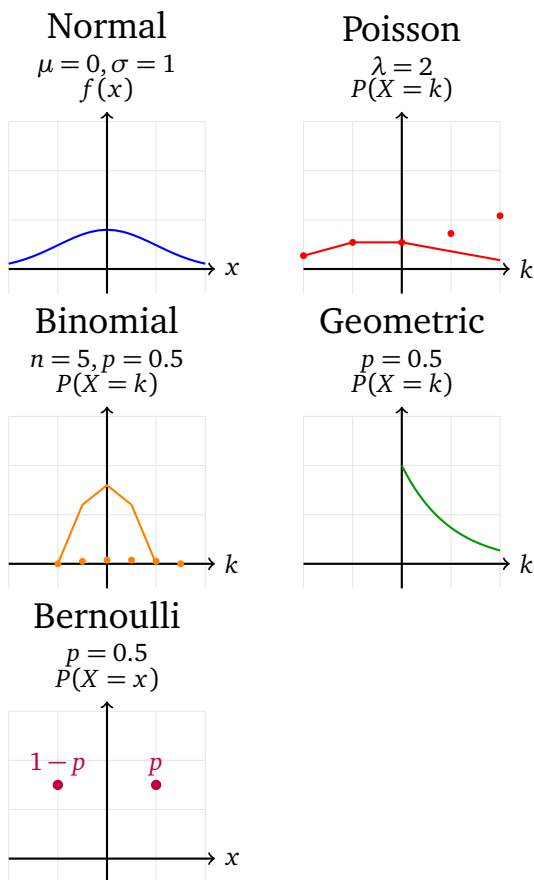 Normal
μ = 0, σ = 1
f(x)
x
Poisson
λ = 2
P(X = k)
k
Binomial
n = 5, p = 0.5
P(X = k)
k
Geometric
p = 0.5
P(X = k)
k
Bernoulli
p = 0.5
P(X = x)
1 − p
p
x